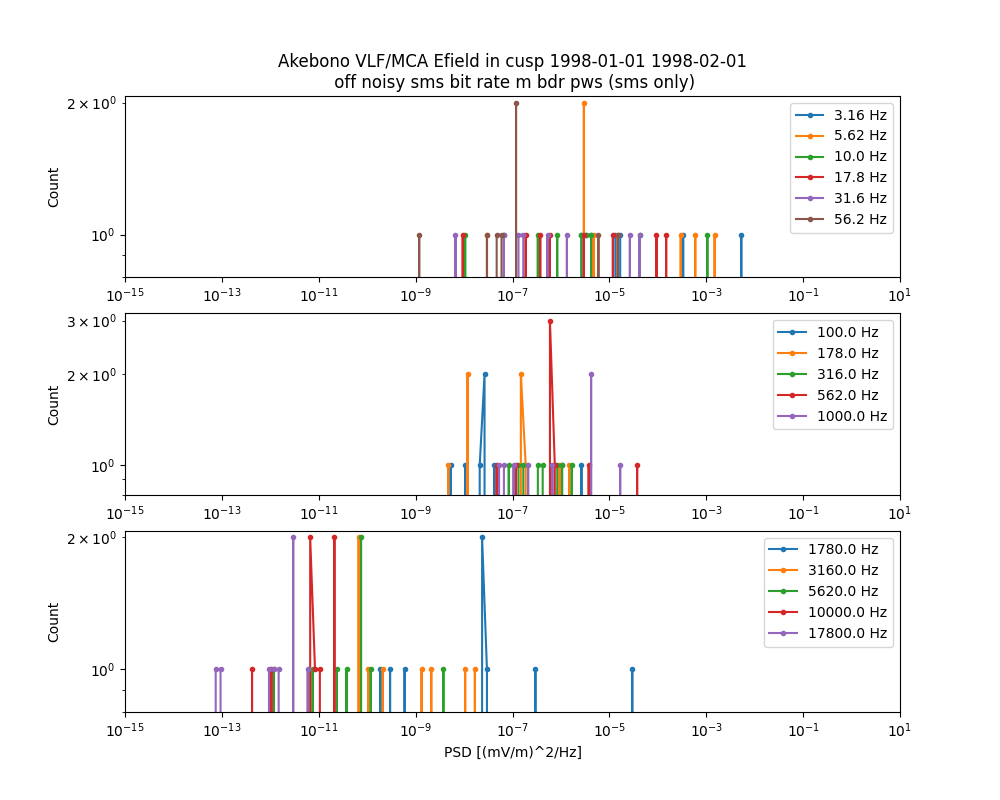 Akebono VLF/MCA Efield in cusp 1998-01-01 1998-02-01
off noisy sms bit rate m bdr pws (sms only)
2 × 10⁰
10⁰
Count
3.16 Hz
5.62 Hz
10.0 Hz
17.8 Hz
31.6 Hz
56.2 Hz
10⁻¹⁵ 10⁻¹³ 10⁻¹¹ 10⁻⁹ 10⁻⁷ 10⁻⁵ 10⁻³ 10⁻¹ 10¹
3 × 10⁰
2 × 10⁰
10⁰
Count
100.0 Hz
178.0 Hz
316.0 Hz
562.0 Hz
1000.0 Hz
10⁻¹⁵ 10⁻¹³ 10⁻¹¹ 10⁻⁹ 10⁻⁷ 10⁻⁵ 10⁻³ 10⁻¹ 10¹
2 × 10⁰
10⁰
Count
1780.0 Hz
3160.0 Hz
5620.0 Hz
10000.0 Hz
17800.0 Hz
10⁻¹⁵ 10⁻¹³ 10⁻¹¹ 10⁻⁹ 10⁻⁷ 10⁻⁵ 10⁻³ 10⁻¹ 10¹
PSD [(mV/m)^2/Hz]